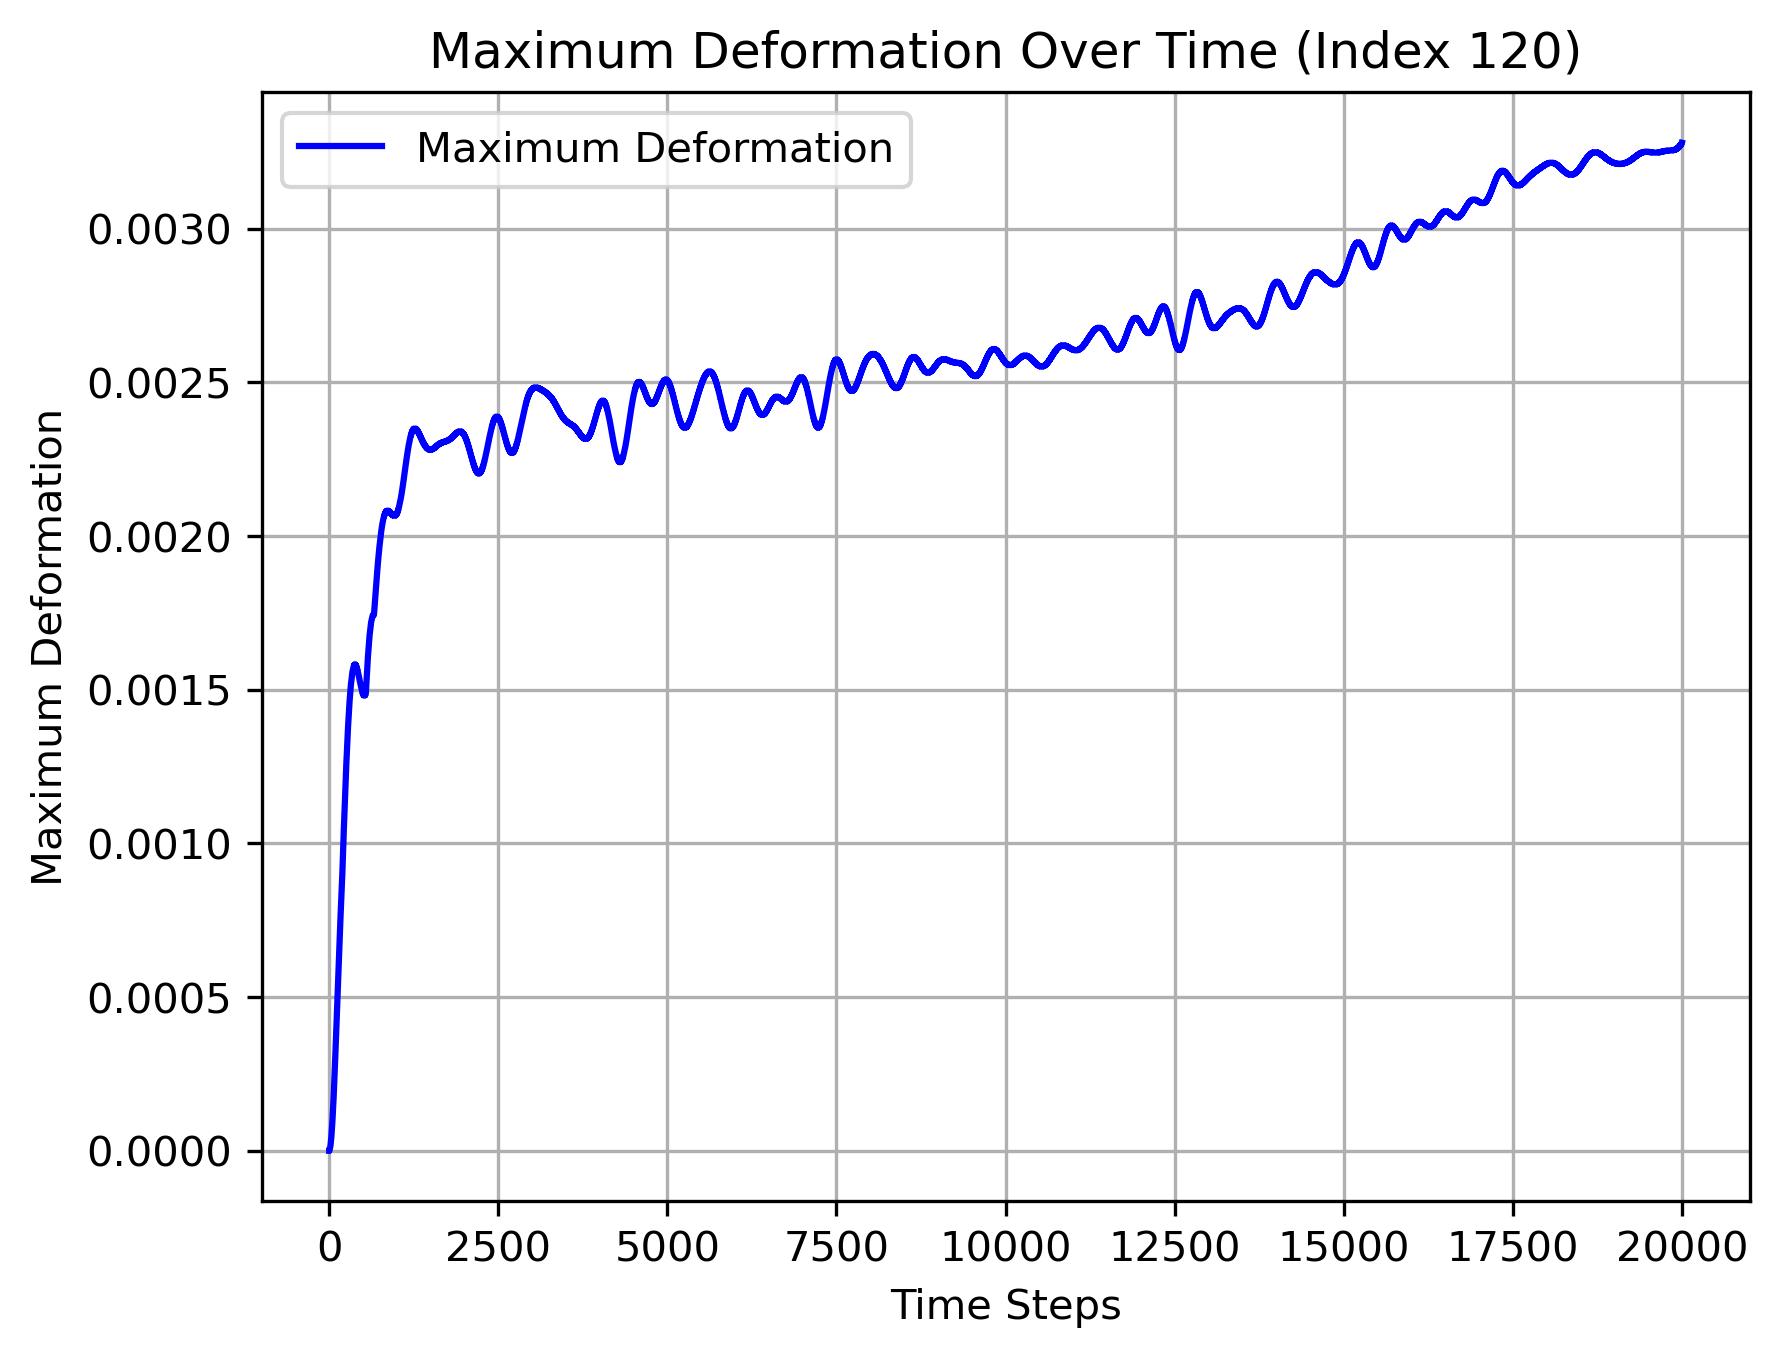 Maximum Deformation Over Time (Index 120)
Maximum Deformation
Maximum Deformation
0.0030
0.0025
0.0020
0.0015
0.0010
0.0005
0.0000
0 2500 5000 7500 10000 12500 15000 17500 20000
Time Steps